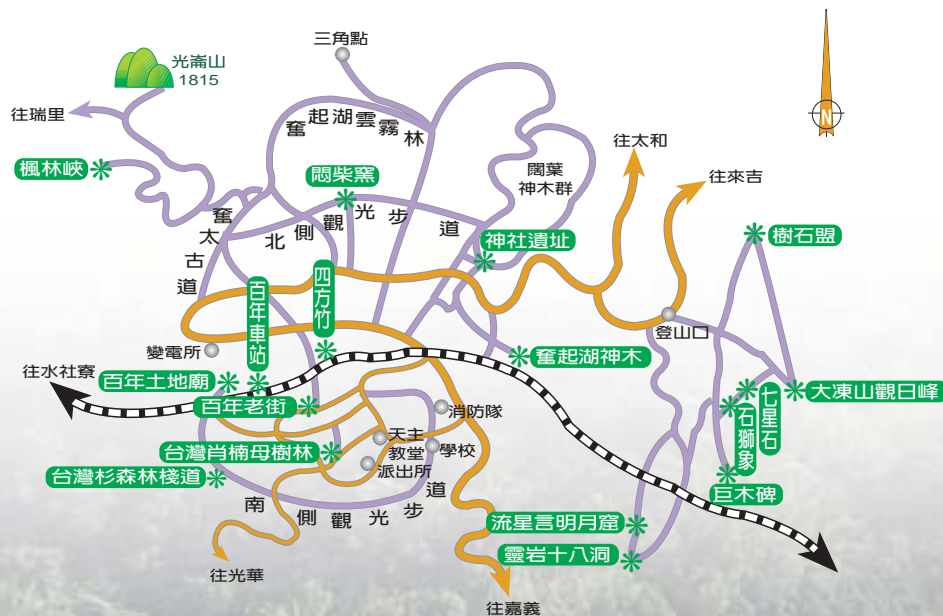 三角點
光崙山
1815
往瑞里
奮起湖雲霧林
N
往太和
往來吉
楓林峽
悶柴窯
闊葉
神木群
奮太古道
北側觀光步道
神社遺址
樹石盟
百年車站
四方竹
登山口
變電所
奮起湖神木
往水社寮
百年土地廟
大凍山觀日峰
七星石
石獅象
百年老街
消防隊
天主
教堂
學校
台灣肖楠母樹林
派出所
台灣杉森林棧道
巨木碑
南側觀光步道
流星言明月窟
靈岩十八洞
往光華
往嘉義